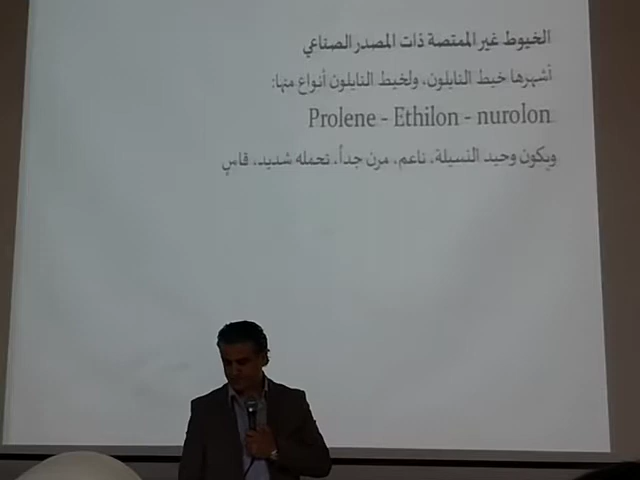 الخيوط غير الممتصة ذات المصدر الصناعي
أشهرها خيط النايلون، ولخيط النايلون أنواع منها:
Prolene - Ethilon - nurolon
ويكون وحيد النسيلة، ناعم، مرن جداً، تحمله شديد، قاسٍ